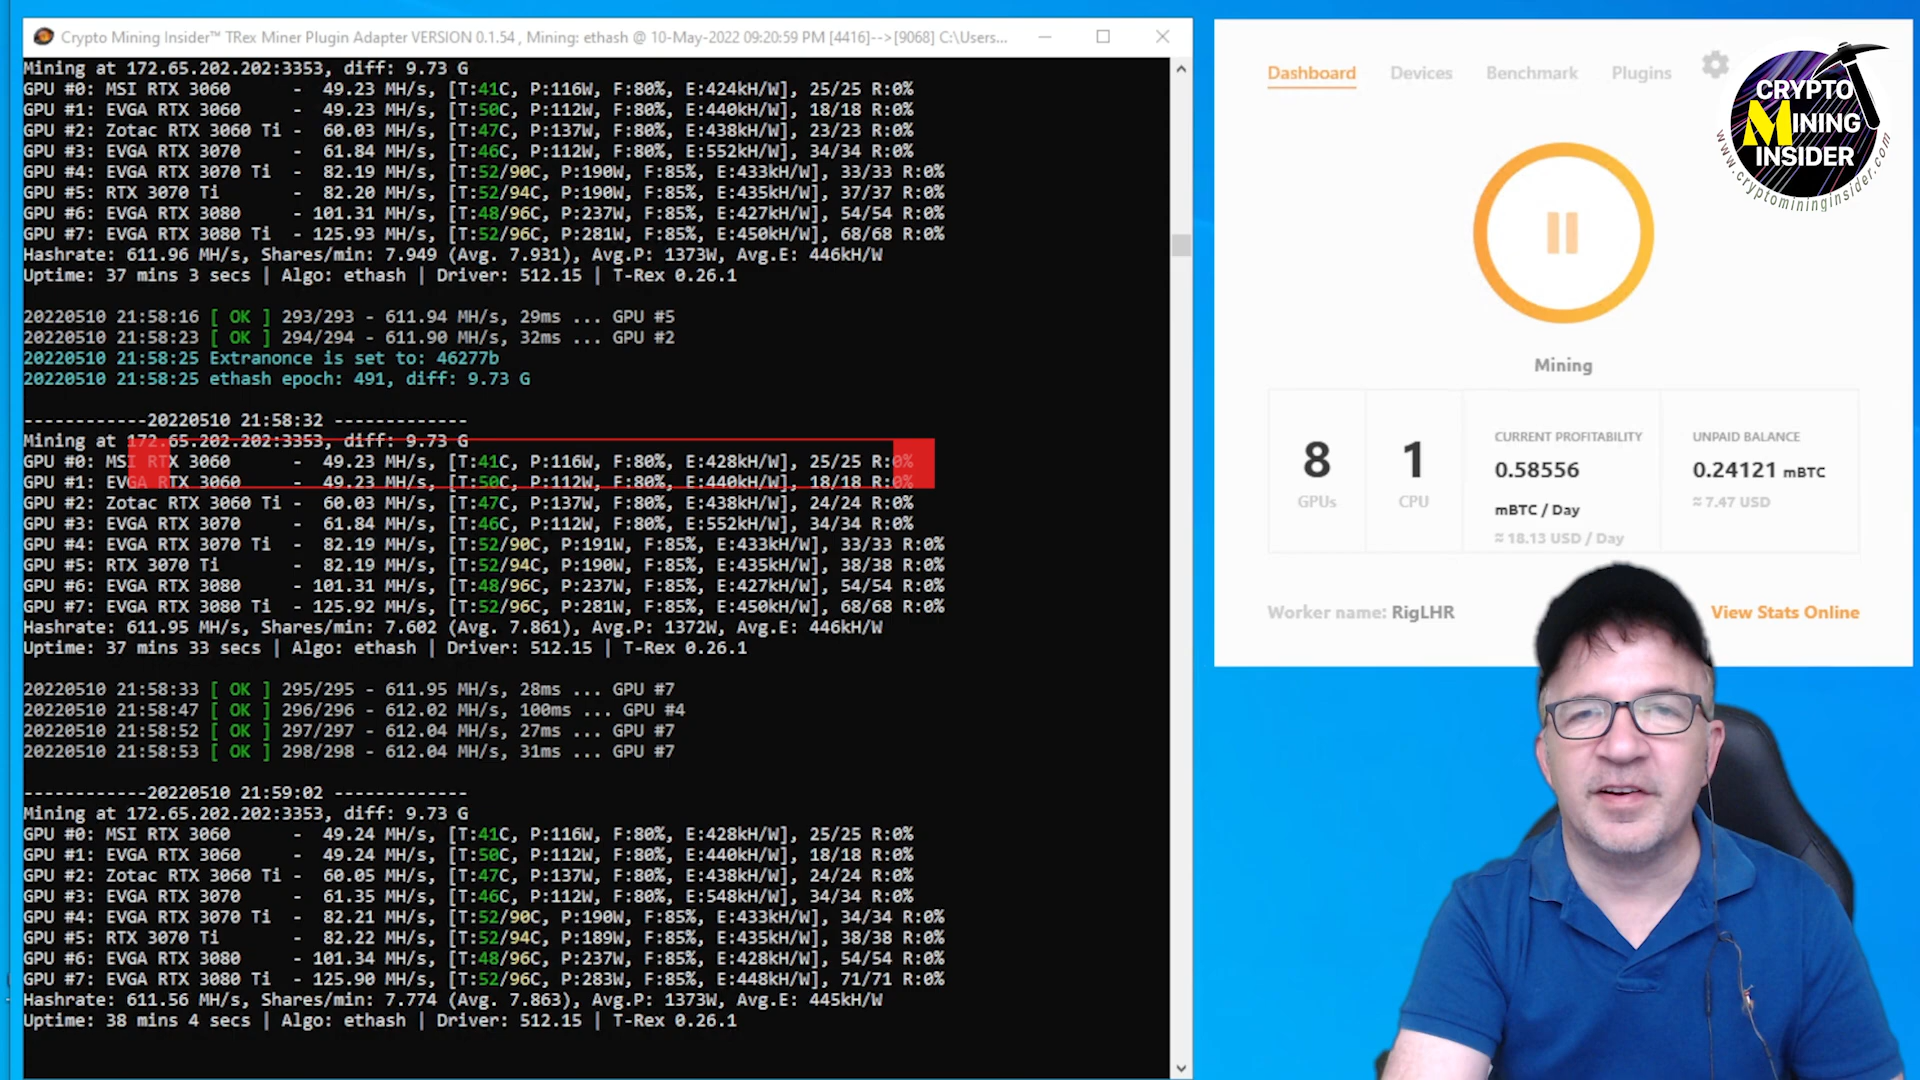 Crypto Mining Insider™ TRex Miner Plugin Adapter VERSION 0.1.54 , Mining: ethash @ 10-May-2022 09:20:59 PM [4416]-->[9068] C:\Users...
Mining at 172.65.202.202:3353, diff: 9.73 G
GPU #0: MSI RTX 3060 - 49.23 MH/s, [T:41C, P:116W, F:80%, E:424kH/W], 25/25 R:0%
GPU #1: EVGA RTX 3060 - 49.23 MH/s, [T:50C, P:112W, F:80%, E:440kH/W], 18/18 R:0%
GPU #2: Zotac RTX 3060 Ti - 60.03 MH/s, [T:47C, P:137W, F:80%, E:438kH/W], 23/23 R:0%
GPU #3: EVGA RTX 3070 - 61.84 MH/s, [T:46C, P:112W, F:80%, E:552kH/W], 34/34 R:0%
GPU #4: EVGA RTX 3070 Ti - 82.19 MH/s, [T:52/90C, P:190W, F:85%, E:433kH/W], 33/33 R:0%
GPU #5: RTX 3070 Ti - 82.20 MH/s, [T:52/94C, P:190W, F:85%, E:435kH/W], 37/37 R:0%
GPU #6: EVGA RTX 3080 - 101.31 MH/s, [T:48/96C, P:237W, F:85%, E:427kH/W], 54/54 R:0%
GPU #7: EVGA RTX 3080 Ti - 125.93 MH/s, [T:52/96C, P:281W, F:85%, E:450kH/W], 68/68 R:0%
Hashrate: 611.96 MH/s, Shares/min: 7.949 (Avg. 7.931), Avg.P: 1373W, Avg.E: 446kH/W
Uptime: 37 mins 3 secs | Algo: ethash | Driver: 512.15 | T-Rex 0.26.1
20220510 21:58:16 [ OK ] 293/293 - 611.94 MH/s, 29ms ... GPU #5
20220510 21:58:23 [ OK ] 294/294 - 611.90 MH/s, 32ms ... GPU #2
20220510 21:58:25 Extranonce is set to: 46277b
20220510 21:58:25 ethash epoch: 491, diff: 9.73 G
------------20220510 21:58:32 -------------
Mining at 172.65.202.202:3353, diff: 9.73 G
GPU #0: MSI RTX 3060 - 49.23 MH/s, [T:41C, P:116W, F:80%, E:428kH/W], 25/25 R:0%
GPU #1: EVGA RTX 3060 - 49.23 MH/s, [T:50C, P:112W, F:80%, E:440kH/W], 18/18 R:0%
GPU #2: Zotac RTX 3060 Ti - 60.03 MH/s, [T:47C, P:137W, F:80%, E:438kH/W], 24/24 R:0%
GPU #3: EVGA RTX 3070 - 61.84 MH/s, [T:46C, P:112W, F:80%, E:552kH/W], 34/34 R:0%
GPU #4: EVGA RTX 3070 Ti - 82.19 MH/s, [T:52/90C, P:191W, F:85%, E:433kH/W], 33/33 R:0%
GPU #5: RTX 3070 Ti - 82.19 MH/s, [T:52/94C, P:190W, F:85%, E:435kH/W], 38/38 R:0%
GPU #6: EVGA RTX 3080 - 101.31 MH/s, [T:48/96C, P:237W, F:85%, E:427kH/W], 54/54 R:0%
GPU #7: EVGA RTX 3080 Ti - 125.92 MH/s, [T:52/96C, P:281W, F:85%, E:450kH/W], 68/68 R:0%
Hashrate: 611.95 MH/s, Shares/min: 7.602 (Avg. 7.861), Avg.P: 1372W, Avg.E: 446kH/W
Uptime: 37 mins 33 secs | Algo: ethash | Driver: 512.15 | T-Rex 0.26.1
20220510 21:58:33 [ OK ] 295/295 - 611.95 MH/s, 28ms ... GPU #7
20220510 21:58:47 [ OK ] 296/296 - 612.02 MH/s, 100ms ... GPU #4
20220510 21:58:52 [ OK ] 297/297 - 612.04 MH/s, 27ms ... GPU #7
20220510 21:58:53 [ OK ] 298/298 - 612.04 MH/s, 31ms ... GPU #7
------------20220510 21:59:02 -------------
Mining at 172.65.202.202:3353, diff: 9.73 G
GPU #0: MSI RTX 3060 - 49.24 MH/s, [T:41C, P:116W, F:80%, E:428kH/W], 25/25 R:0%
GPU #1: EVGA RTX 3060 - 49.24 MH/s, [T:50C, P:112W, F:80%, E:440kH/W], 18/18 R:0%
GPU #2: Zotac RTX 3060 Ti - 60.05 MH/s, [T:47C, P:137W, F:80%, E:438kH/W], 24/24 R:0%
GPU #3: EVGA RTX 3070 - 61.35 MH/s, [T:46C, P:112W, F:80%, E:548kH/W], 34/34 R:0%
GPU #4: EVGA RTX 3070 Ti - 82.21 MH/s, [T:52/90C, P:190W, F:85%, E:433kH/W], 34/34 R:0%
GPU #5: RTX 3070 Ti - 82.22 MH/s, [T:52/94C, P:189W, F:85%, E:435kH/W], 38/38 R:0%
GPU #6: EVGA RTX 3080 - 101.34 MH/s, [T:48/96C, P:237W, F:85%, E:428kH/W], 54/54 R:0%
GPU #7: EVGA RTX 3080 Ti - 125.90 MH/s, [T:52/96C, P:283W, F:85%, E:448kH/W], 71/71 R:0%
Hashrate: 611.56 MH/s, Shares/min: 7.774 (Avg. 7.863), Avg.P: 1373W, Avg.E: 445kH/W
Uptime: 38 mins 4 secs | Algo: ethash | Driver: 512.15 | T-Rex 0.26.1
Dashboard Devices Benchmark Plugins
CRYPTO
MINING
INSIDER
www.cryptomininginsider.com
Mining
8
GPUs
1
CPU
CURRENT PROFITABILITY
0.58556
mBTC / Day
≈ 18.13 USD / Day
UNPAID BALANCE
0.24121 mBTC
≈ 7.47 USD
Worker name: RigLHR
View Stats Online